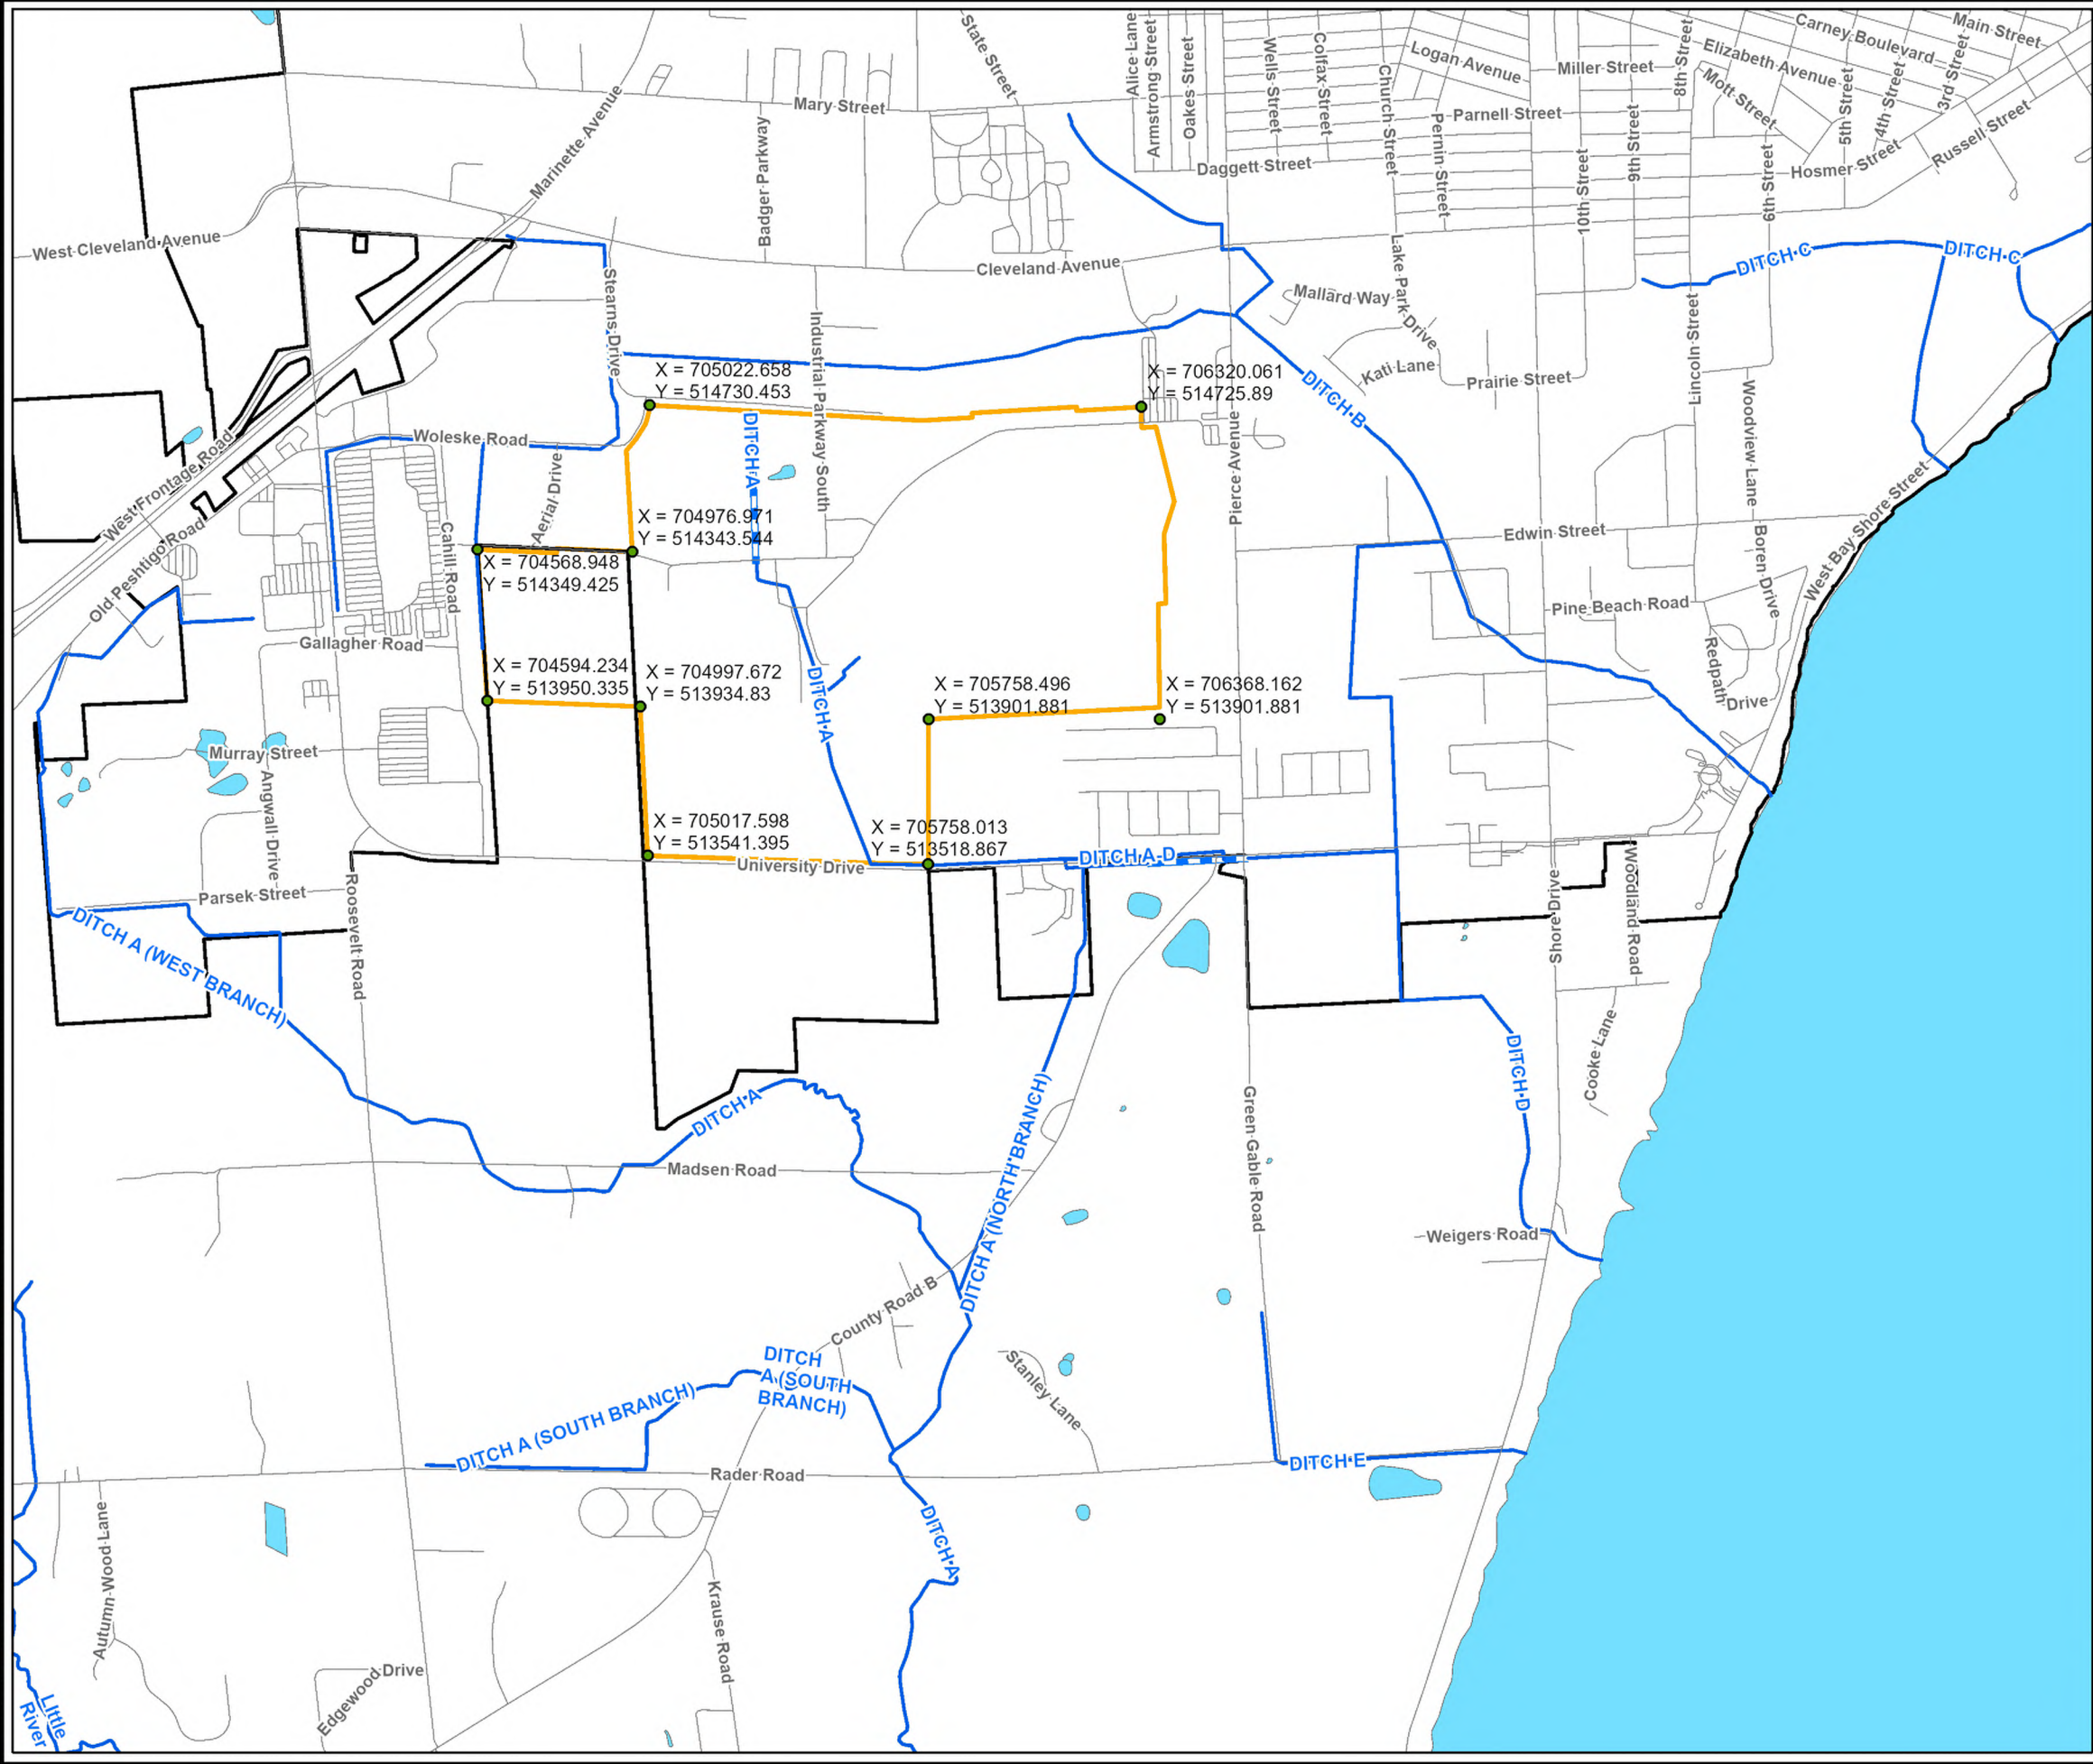 Main Street
Carney Boulevard
Elizabeth Avenue
State Street
Alice Lane
Armstrong Street
Oakes Street
Wells Street
Colfax Street
Church Street
Logan Avenue
Miller Street
8th Street
Mott Street
5th Street
4th Street
3rd Street
Russell Street
Hosmer Street
Mary Street
Marinette Avenue
Badger Parkway
Parnell Street
Pernin Street
Daggett Street
10th Street
9th Street
6th Street
West Cleveland Avenue
Cleveland Avenue
Stearns Drive
Industrial Parkway South
Mallard Way
Lake Park Drive
Kati Lane
Prairie Street
Lincoln Street
DITCH C
DITCH C
DITCH B
X = 705022.658
Y = 514730.453
X = 706320.061
Y = 514725.89
Woodview Lane
Woleske Road
West Frontage Road
Old Peshtigo Road
Cahill Road
Aerial Drive
DITCH A
Pierce Avenue
Edwin Street
Boren Drive
West Bay Shore Street
X = 704976.971
Y = 514343.544
X = 704568.948
Y = 514349.425
Pine Beach Road
Redpath
Drive
Gallagher Road
X = 704594.234
Y = 513950.335
X = 704997.672
Y = 513934.83
DITCH A
X = 705758.496
Y = 513901.881
X = 706368.162
Y = 513901.881
Murray Street
Angwall Drive
X = 705017.598
Y = 513541.395
X = 705758.013
Y = 513518.867
University Drive
DITCH A-D
Parsek Street
Roosevelt Road
Shore Drive
Woodland Road
DITCH A (WEST BRANCH)
DITCH A
Madsen Road
DITCH A (NORTH BRANCH)
Green Gable Road
DITCH D
Cooke Lane
Weigers Road
County Road B
Stanley Lane
DITCH
A (SOUTH
BRANCH)
DITCH A (SOUTH BRANCH)
Rader Road
DITCH E
DITCH A
Autumn Wood Lane
Edgewood Drive
Krause Road
Little
River